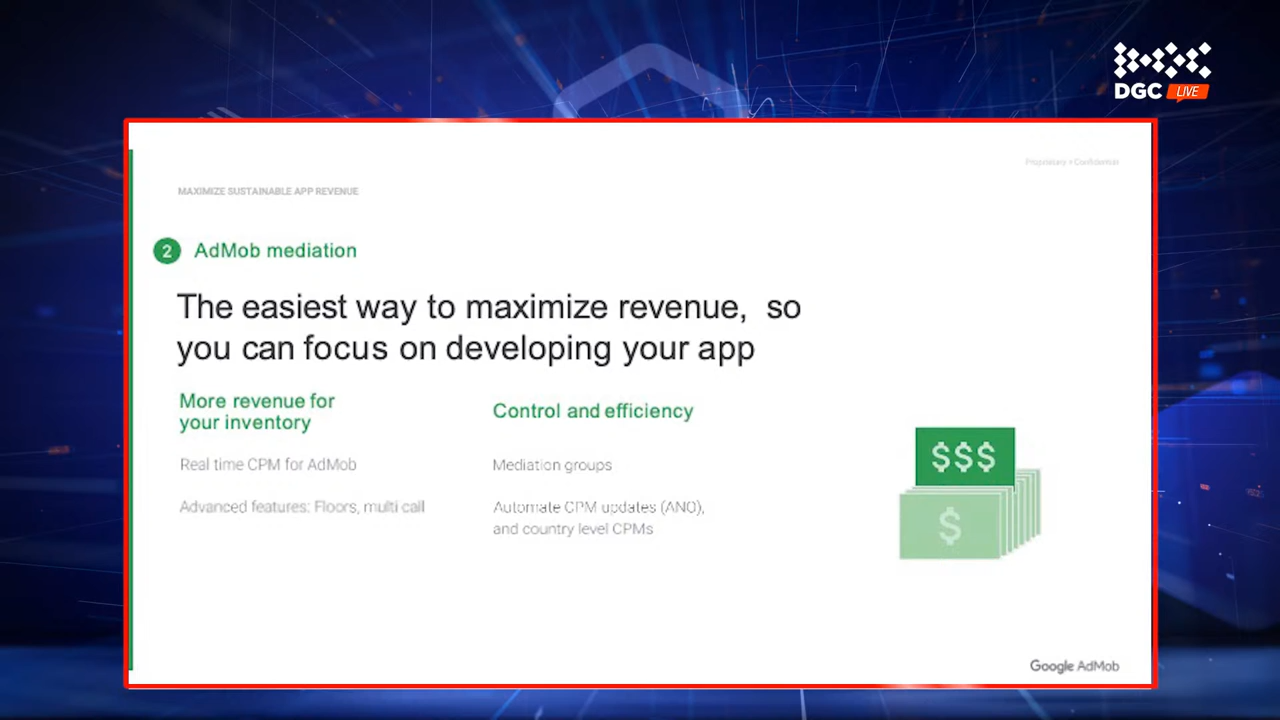 DGC LIVE
Proprietary + Confidential
MAXIMIZE SUSTAINABLE APP REVENUE
2 AdMob mediation
The easiest way to maximize revenue, so
you can focus on developing your app
More revenue for
your inventory
Real time CPM for AdMob
Advanced features: Floors, multi call
Control and efficiency
Mediation groups
Automate CPM updates (ANO),
and country level CPMs
$$$
$
Google AdMob